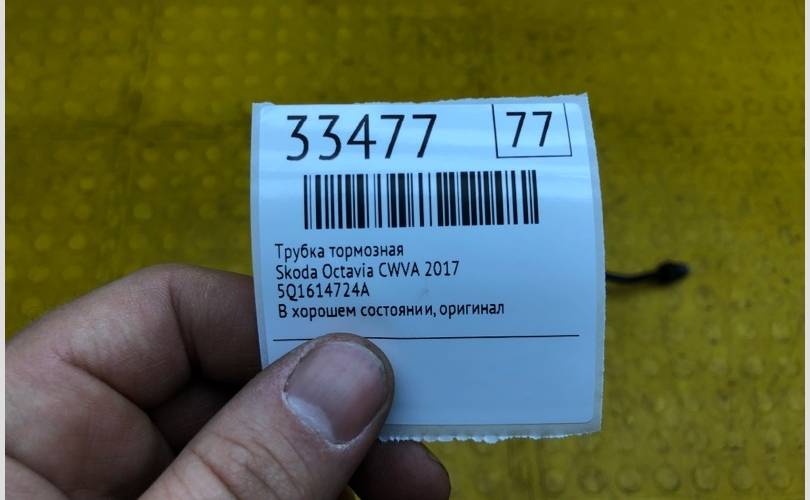 33477
77
Трубка тормозная
Skoda Octavia CWVA 2017
5Q1614724A
В хорошем состоянии, оригинал